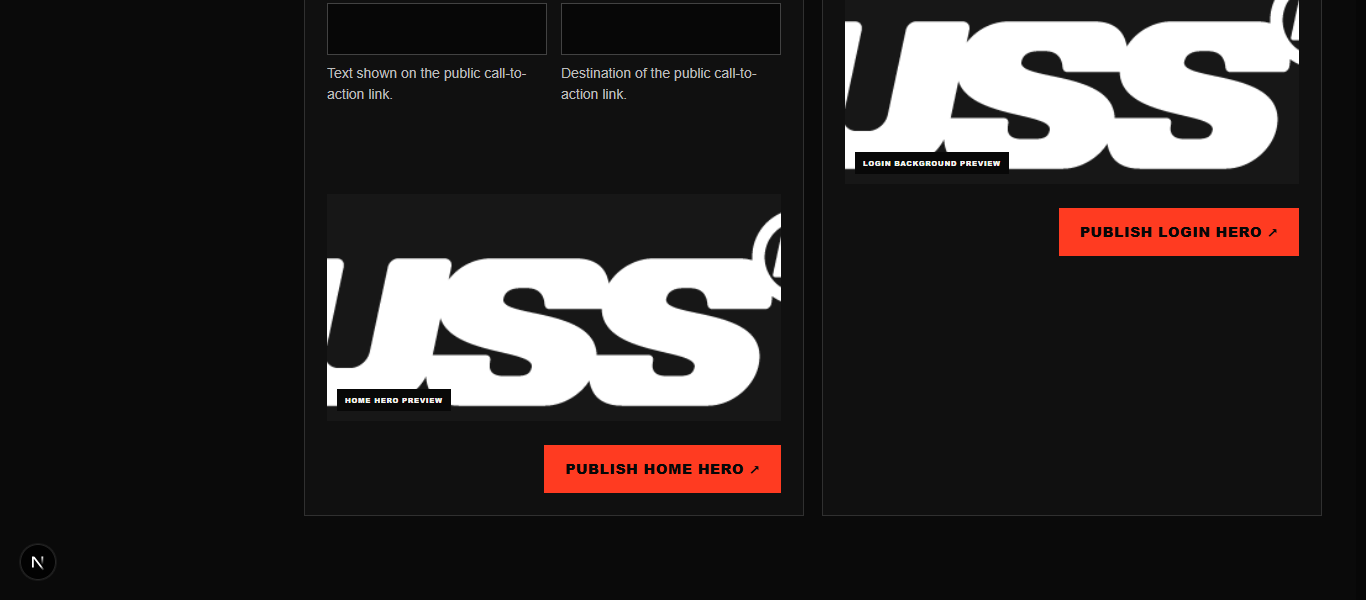 Text shown on the public call-to-
action link.
Destination of the public call-to-
action link.
uss
HOME HERO PREVIEW
PUBLISH HOME HERO ↗
uss
LOGIN BACKGROUND PREVIEW
PUBLISH LOGIN HERO ↗
N